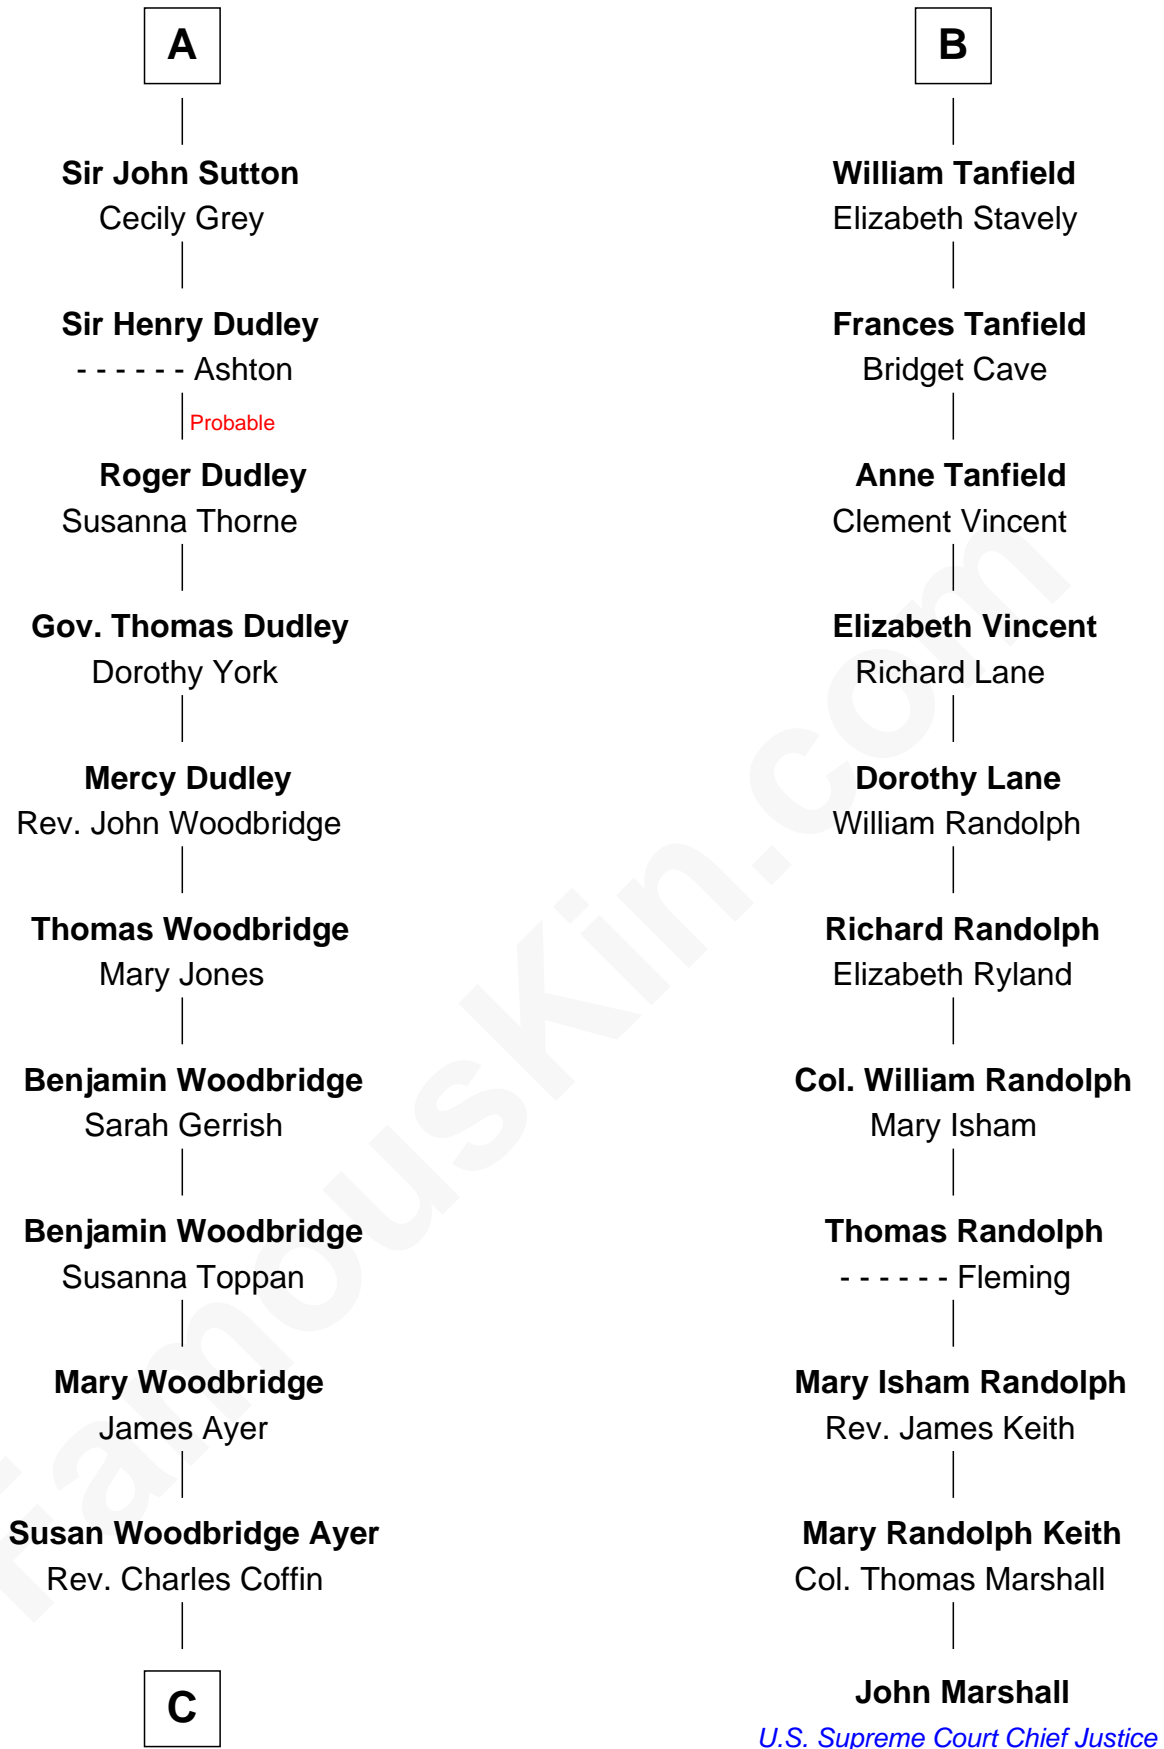 A
Sir John Sutton
Cecily Grey
Sir Henry Dudley
- - - - - - Ashton
Probable
Roger Dudley
Susanna Thorne
Gov. Thomas Dudley
Dorothy York
Mercy Dudley
Rev. John Woodbridge
Thomas Woodbridge
Mary Jones
Benjamin Woodbridge
Sarah Gerrish
Benjamin Woodbridge
Susanna Toppan
Mary Woodbridge
James Ayer
Susan Woodbridge Ayer
Rev. Charles Coffin
C
B
William Tanfield
Elizabeth Stavely
Frances Tanfield
Bridget Cave
Anne Tanfield
Clement Vincent
Elizabeth Vincent
Richard Lane
Dorothy Lane
William Randolph
Richard Randolph
Elizabeth Ryland
Col. William Randolph
Mary Isham
Thomas Randolph
- - - - - - Fleming
Mary Isham Randolph
Rev. James Keith
Mary Randolph Keith
Col. Thomas Marshall
John Marshall
U.S. Supreme Court Chief Justice
FamousKin.com